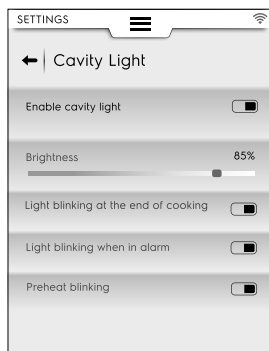 SETTINGS
Cavity Light
Enable cavity light
Brightness 85%
Light blinking at the end of cooking
Light blinking when in alarm
Preheat blinking